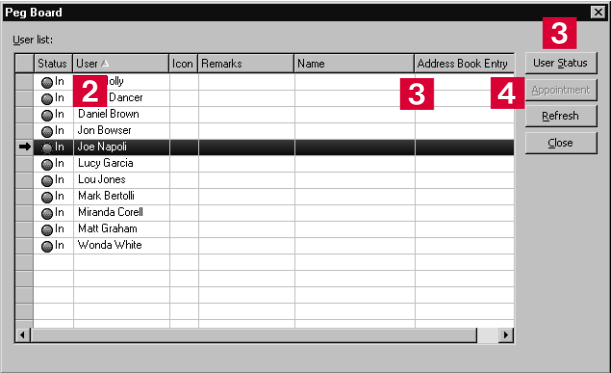 Peg Board
User list:
3
Status User Icon Remarks Name Address Book Entry User Status
In olly
2 3 4
In Dancer Appointment
In Daniel Brown Refresh
In Jon Bowser
In Joe Napoli Close
In Lucy Garcia
In Lou Jones
In Mark Bertolli
In Miranda Corell
In Matt Graham
In Wonda White